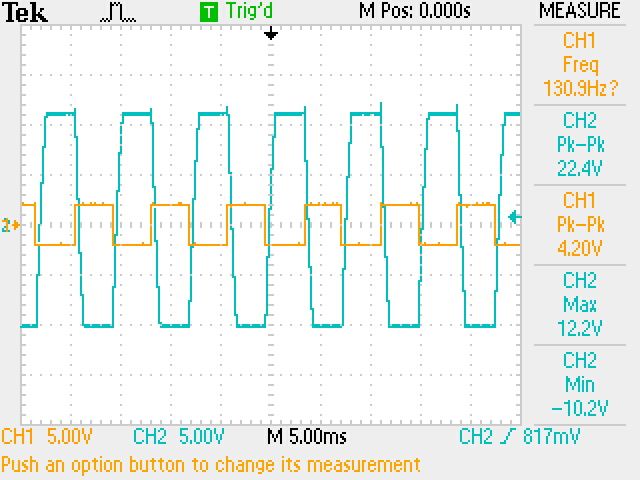 Tek T Trig'd M Pos: 0.000s MEASURE
CH1
Freq
130.9Hz?
CH2
Pk-Pk
22.4V
CH1
Pk-Pk
4.20V
CH2
Max
12.2V
CH2
Min
-10.2V
2
CH1 5.00V CH2 5.00V M 5.00ms CH2 817mV
Push an option button to change its measurement